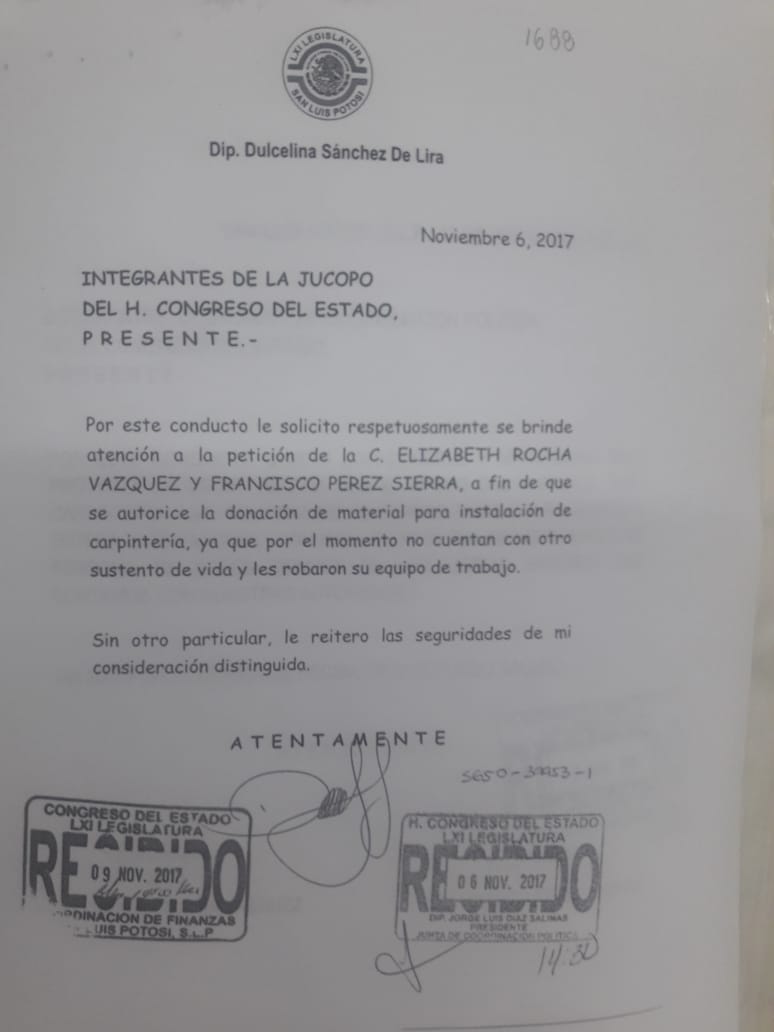 1688
LXI LEGISLATURA
SAN LUIS POTOSI
Dip. Dulcelina Sánchez De Lira
Noviembre 6, 2017
INTEGRANTES DE LA JUCOPO
DEL H. CONGRESO DEL ESTADO,
P R E S E N T E.-
Por este conducto le solicito respetuosamente se brinde
atención a la petición de la C. ELIZABETH ROCHA
VAZQUEZ Y FRANCISCO PEREZ SIERRA, a fin de que
se autorice la donación de material para instalación de
carpintería, ya que por el momento no cuentan con otro
sustento de vida y les robaron su equipo de trabajo.
Sin otro particular, le reitero las seguridades de mi
consideración distinguida.
A T E N T A M E N T E
CONGRESO DEL ESTADO
LXI LEGISLATURA
RECIBIDO
09 NOV. 2017
RDINACION DE FINANZAS
LUIS POTOSI, S.L.P
H. CONGRESO DEL ESTADO
LXI LEGISLATURA
RECIBIDO
06 NOV. 2017
DIP. JORGE LUIS DIAZ SALINAS
PRESIDENTE
JUNTA DE COORDINACION POLITICA
14:30